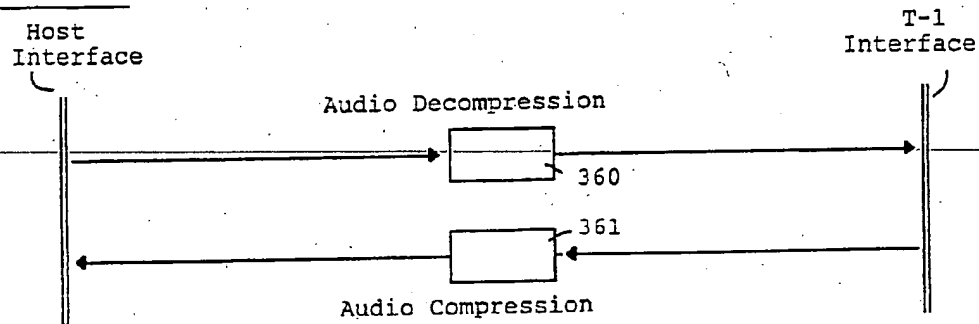 Host
Interface
T-1
Interface
Audio Decompression
360
361
Audio Compression